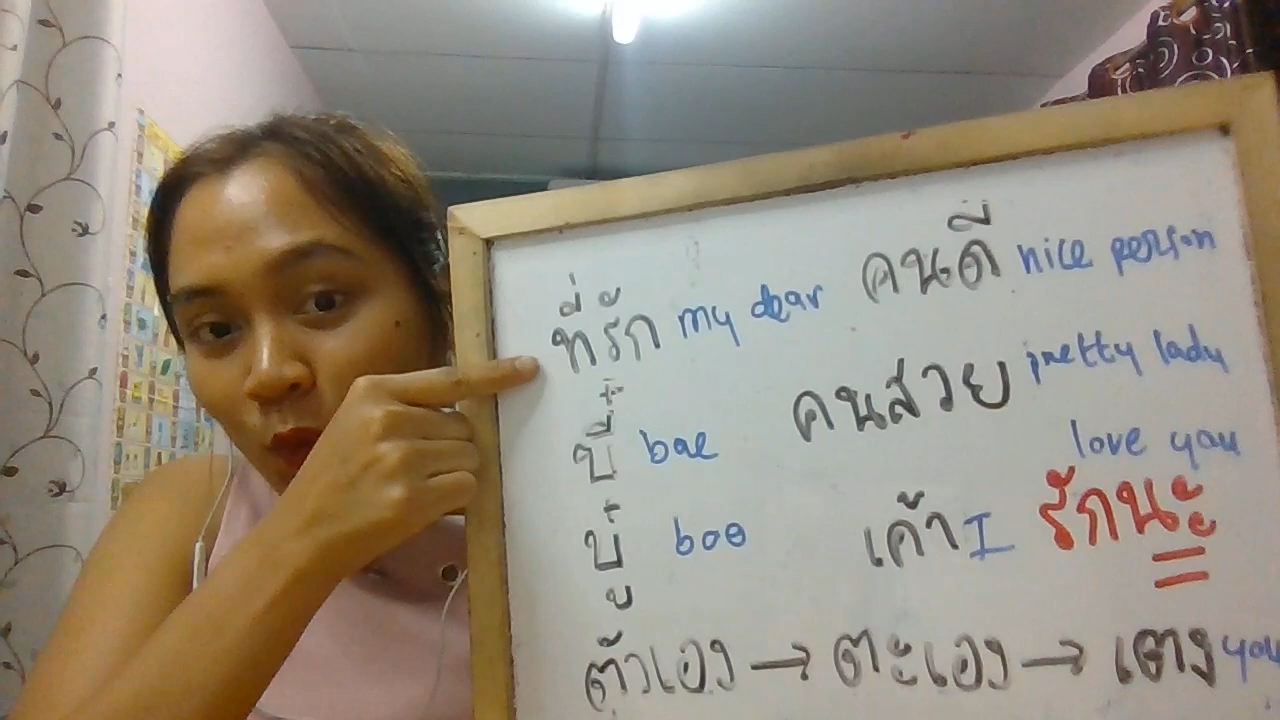 ที่รัก my dear
คนดี nice person
บี๋ bae
คนสวย pretty lady
บู๋ boo
love you
เค้า I รักนะ
ตัวเอง → ตะเอง → เตง you